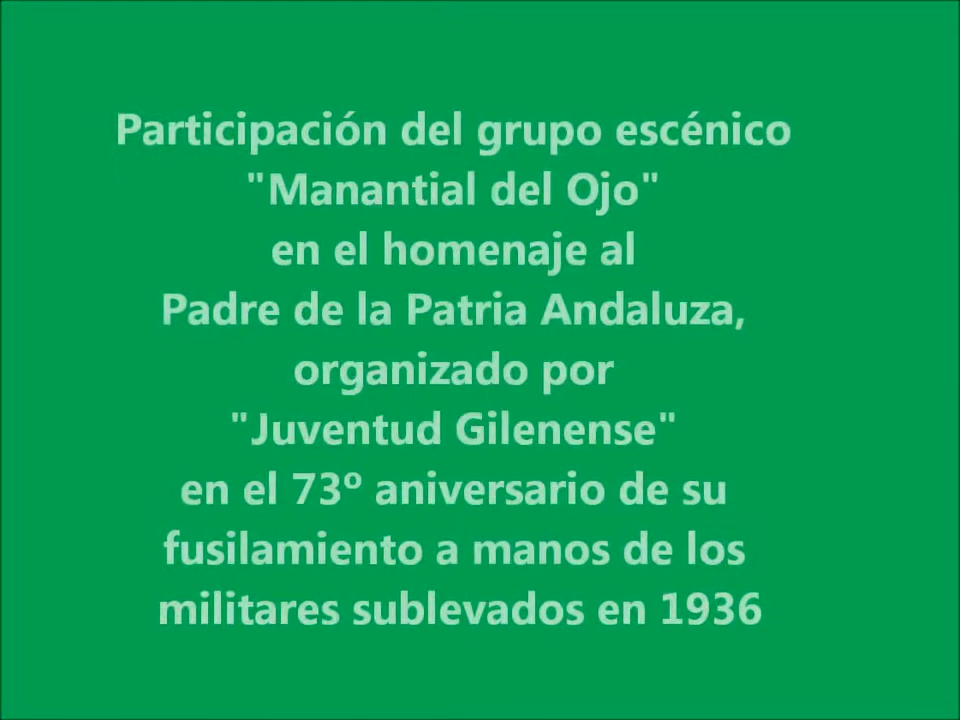 Participación del grupo escénico
"Manantial del Ojo"
en el homenaje al
Padre de la Patria Andaluza,
organizado por
"Juventud Gilenense"
en el 73º aniversario de su
fusilamiento a manos de los
militares sublevados en 1936